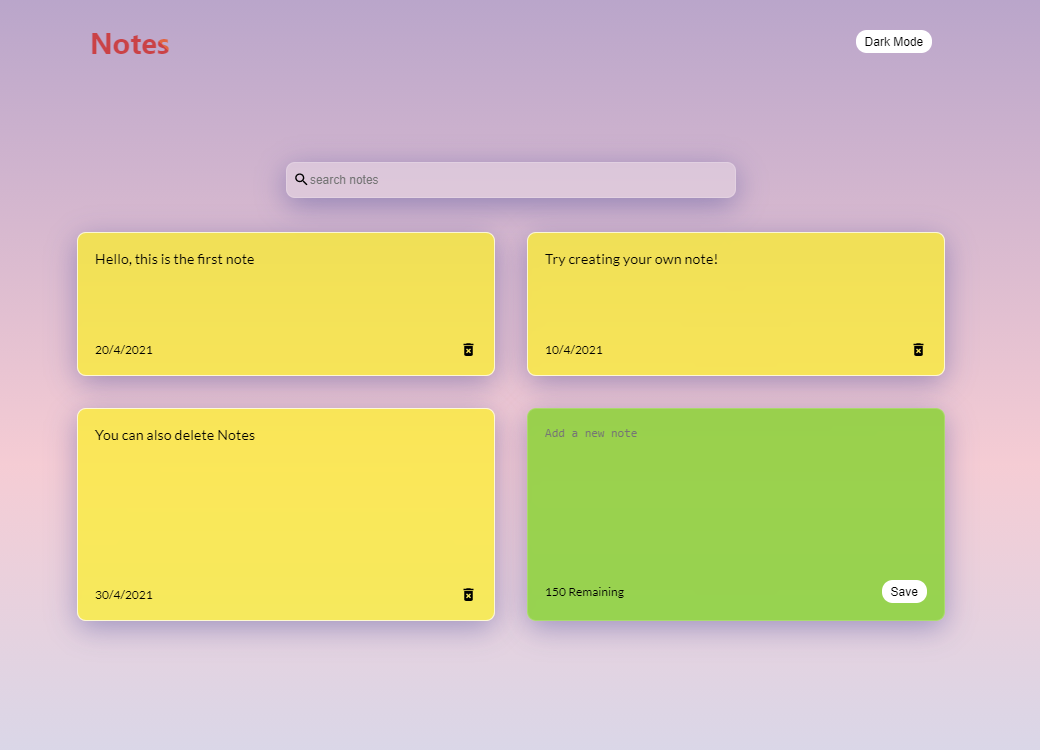 Notes
Dark Mode
search notes
Hello, this is the first note
Try creating your own note!
20/4/2021
10/4/2021
You can also delete Notes
Add a new note
30/4/2021
150 Remaining
Save